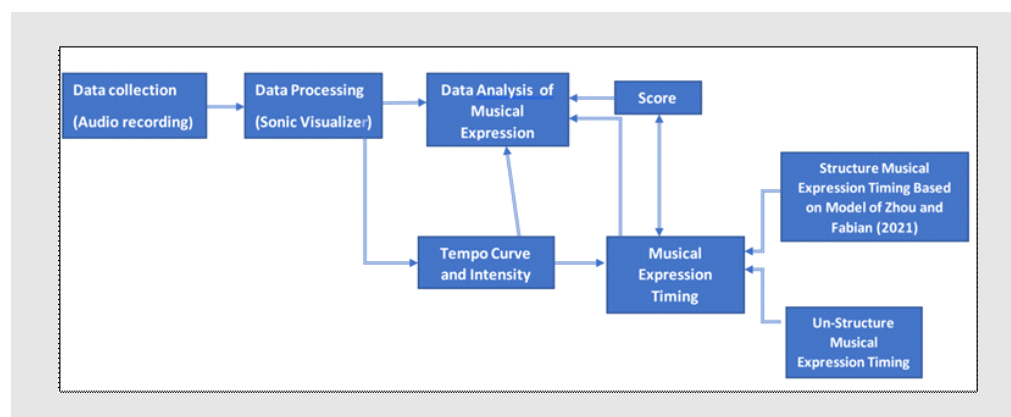 Data collection
(Audio recording)
Data Processing
(Sonic Visualizer)
Data Analysis of
Musical
Expression
Score
Structure Musical
Expression Timing Based
on Model of Zhou and
Fabian (2021)
Tempo Curve
and Intensity
Musical
Expression
Timing
Un-Structure
Musical
Expression Timing